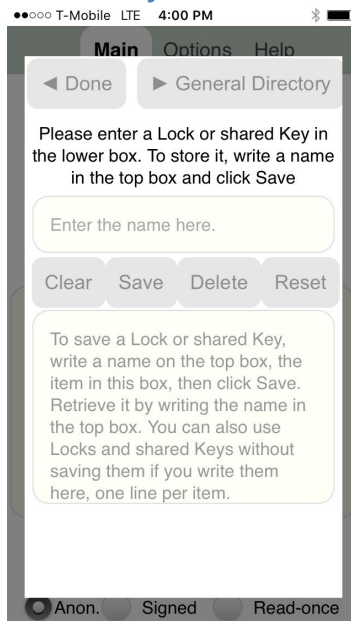 T-Mobile LTE 4:00 PM
Main Options Help
◄ Done ► General Directory
Please enter a Lock or shared Key in
the lower box. To store it, write a name
in the top box and click Save
Enter the name here.
Clear Save Delete Reset
To save a Lock or shared Key,
write a name on the top box, the
item in this box, then click Save.
Retrieve it by writing the name in
the top box. You can also use
Locks and shared Keys without
saving them if you write them
here, one line per item.
Anon. Signed Read-once